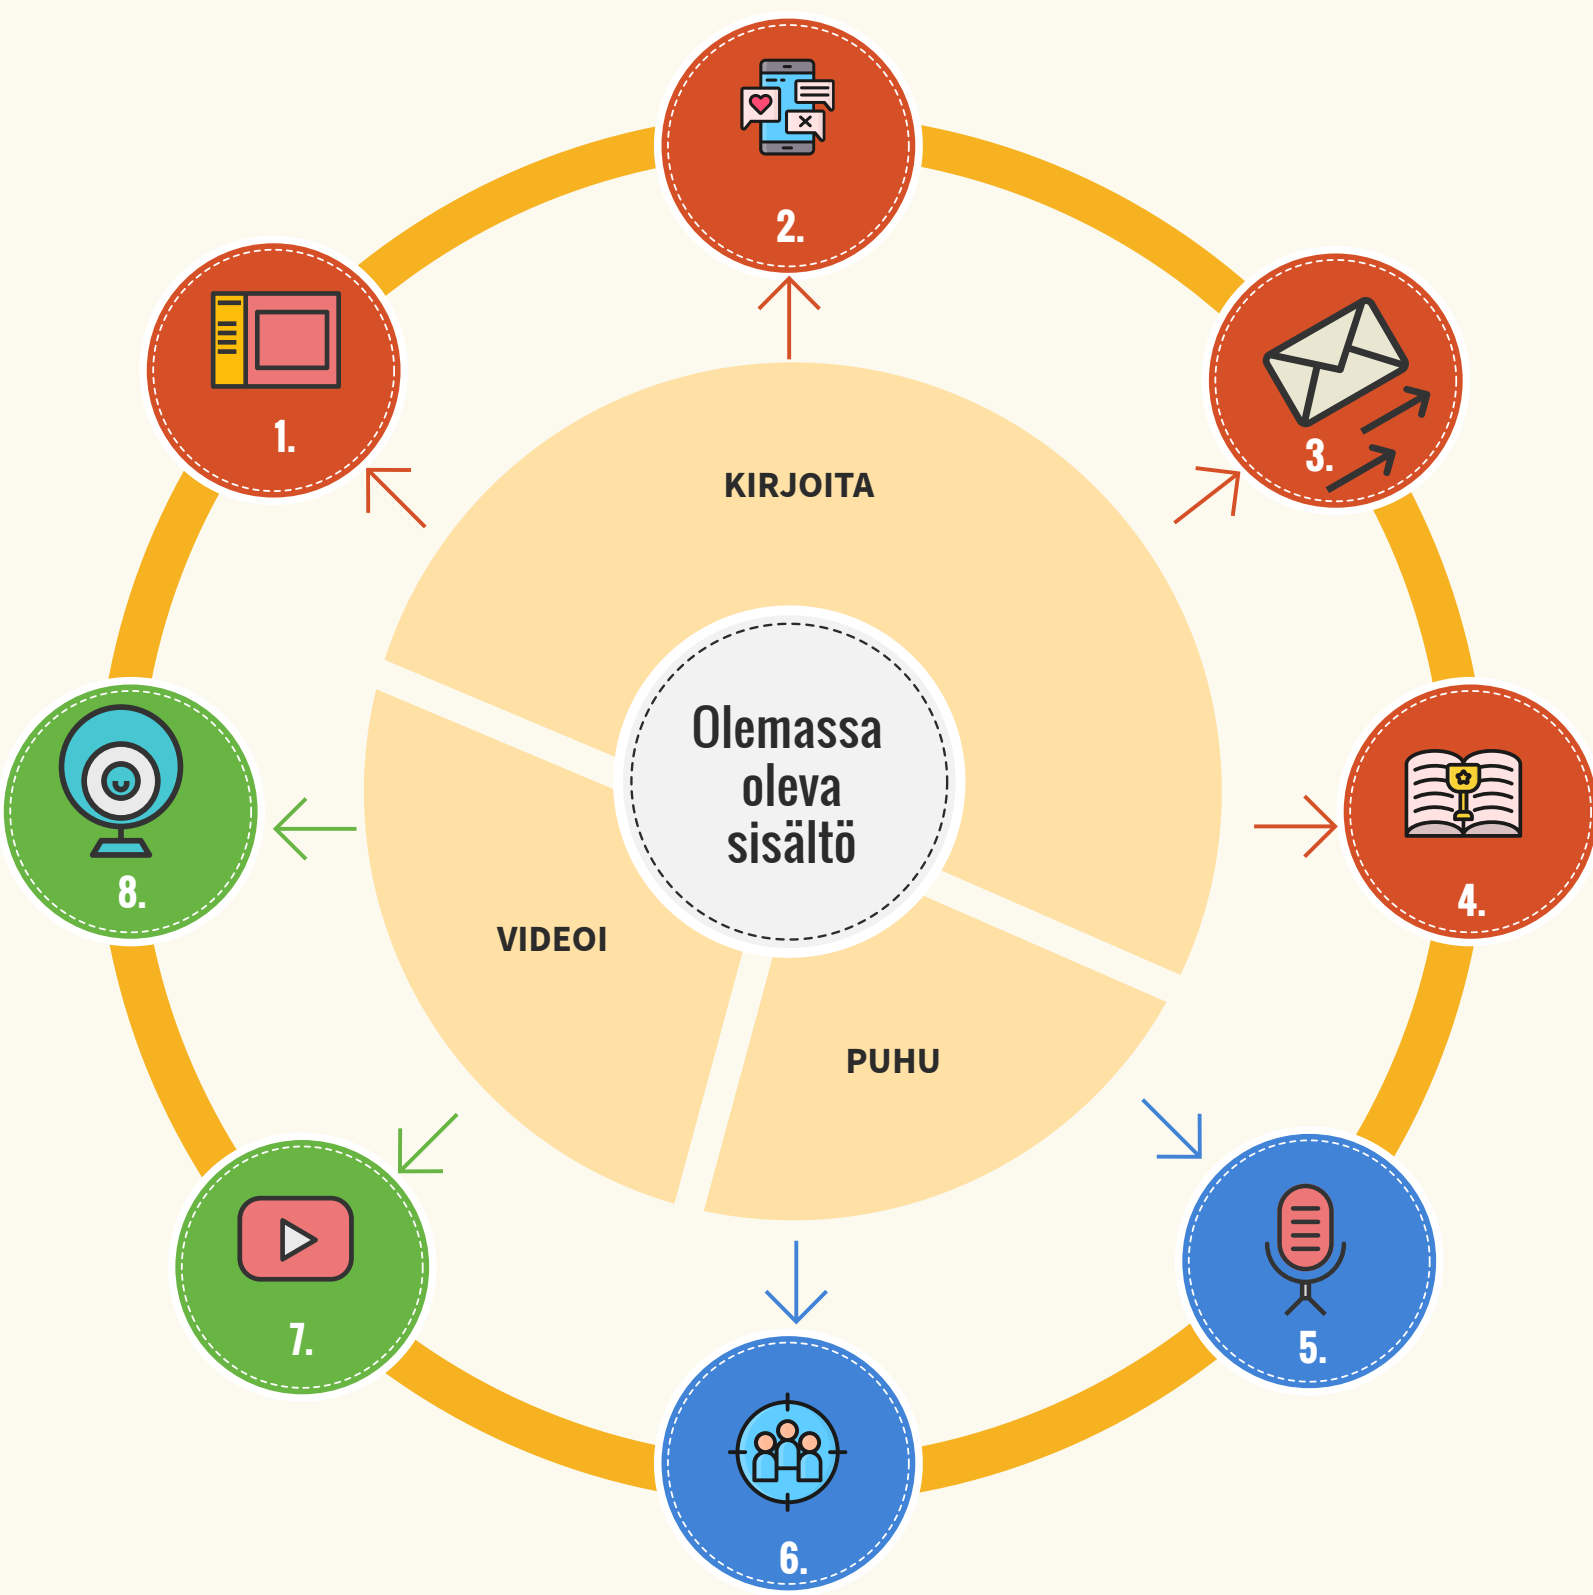 2.
1.
3.
KIRJOITA
Olemassa
oleva
sisältö
8.
4.
VIDEOI
PUHU
7.
5.
6.